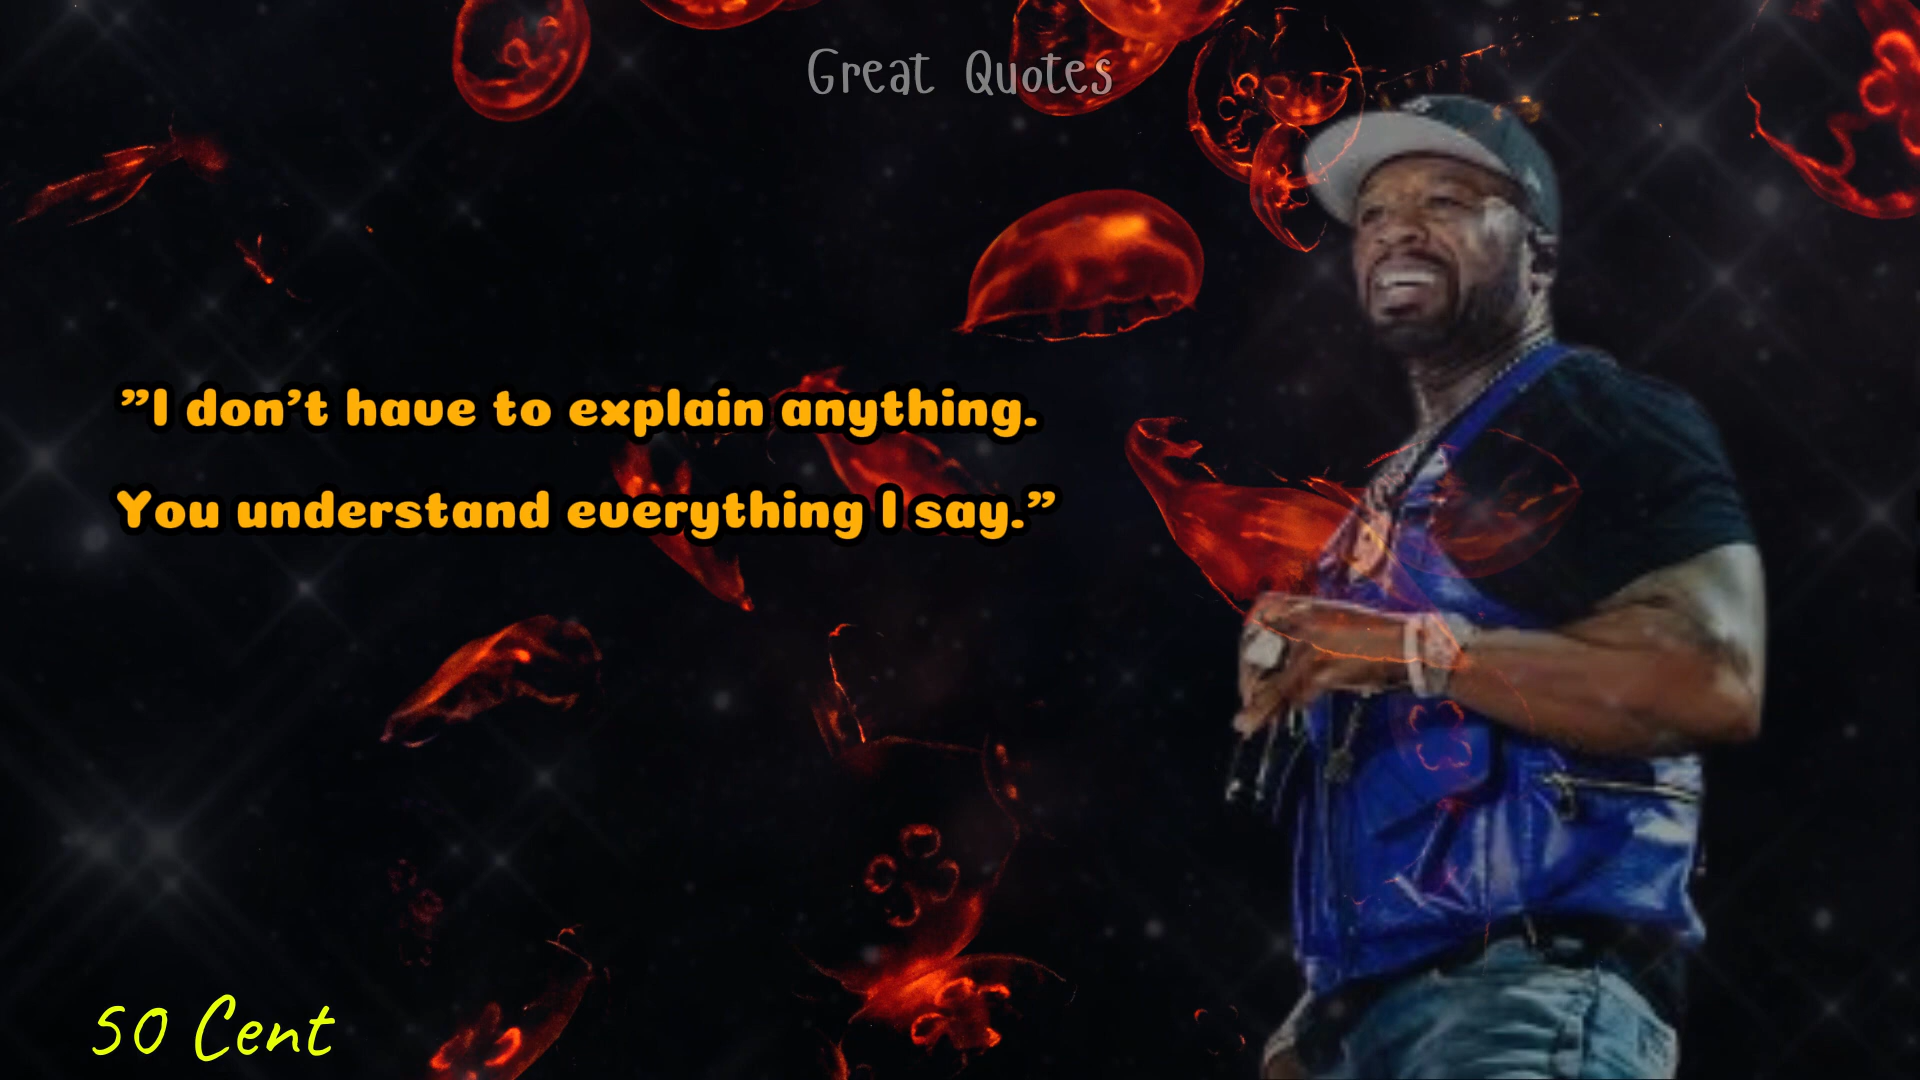 Great Quotes
”I don’t have to explain anything.
You understand everything I say.”
50 Cent